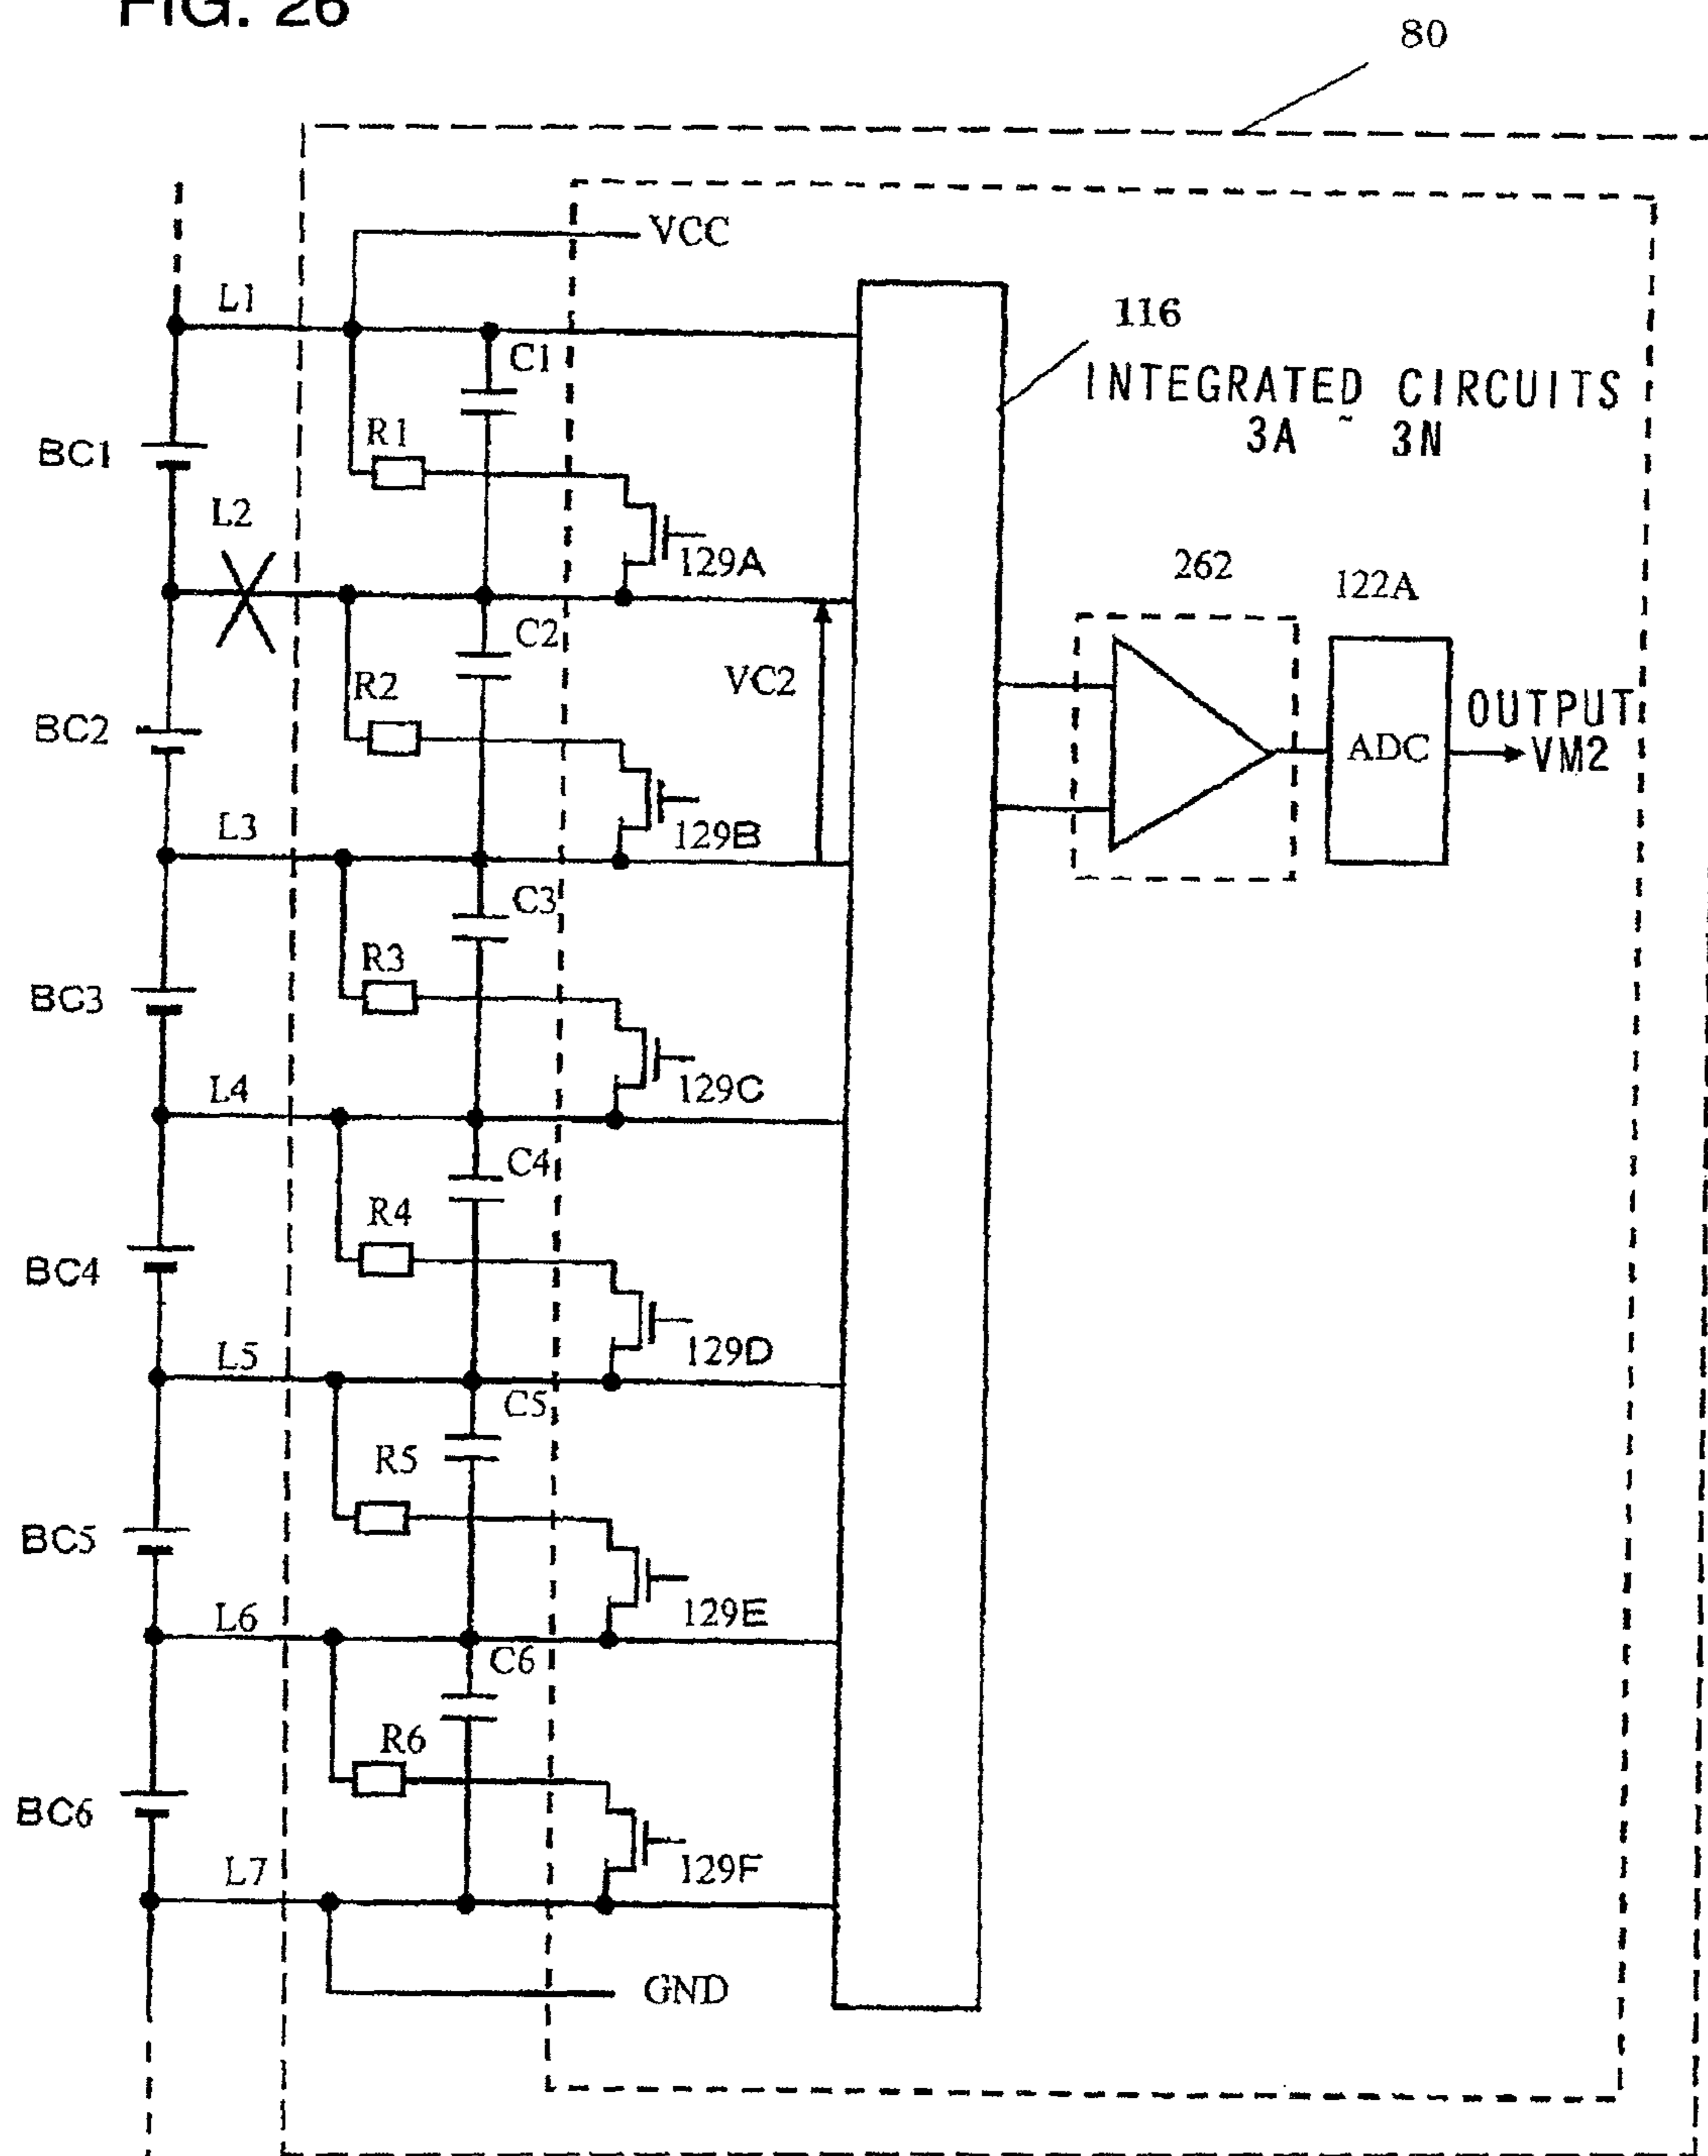 FIG. 26
80
VCC
L1
C1
116
INTEGRATED CIRCUITS
3A ~ 3N
R1
BC1
L2
129A
262
122A
C2
VC2
R2
OUTPUT
VM2
BC2
ADC
L3
129B
C3
R3
BC3
129C
L4
C4
R4
BC4
129D
L5
C5
R5
BC5
129E
L6
C6
R6
BC6
129F
L7
GND